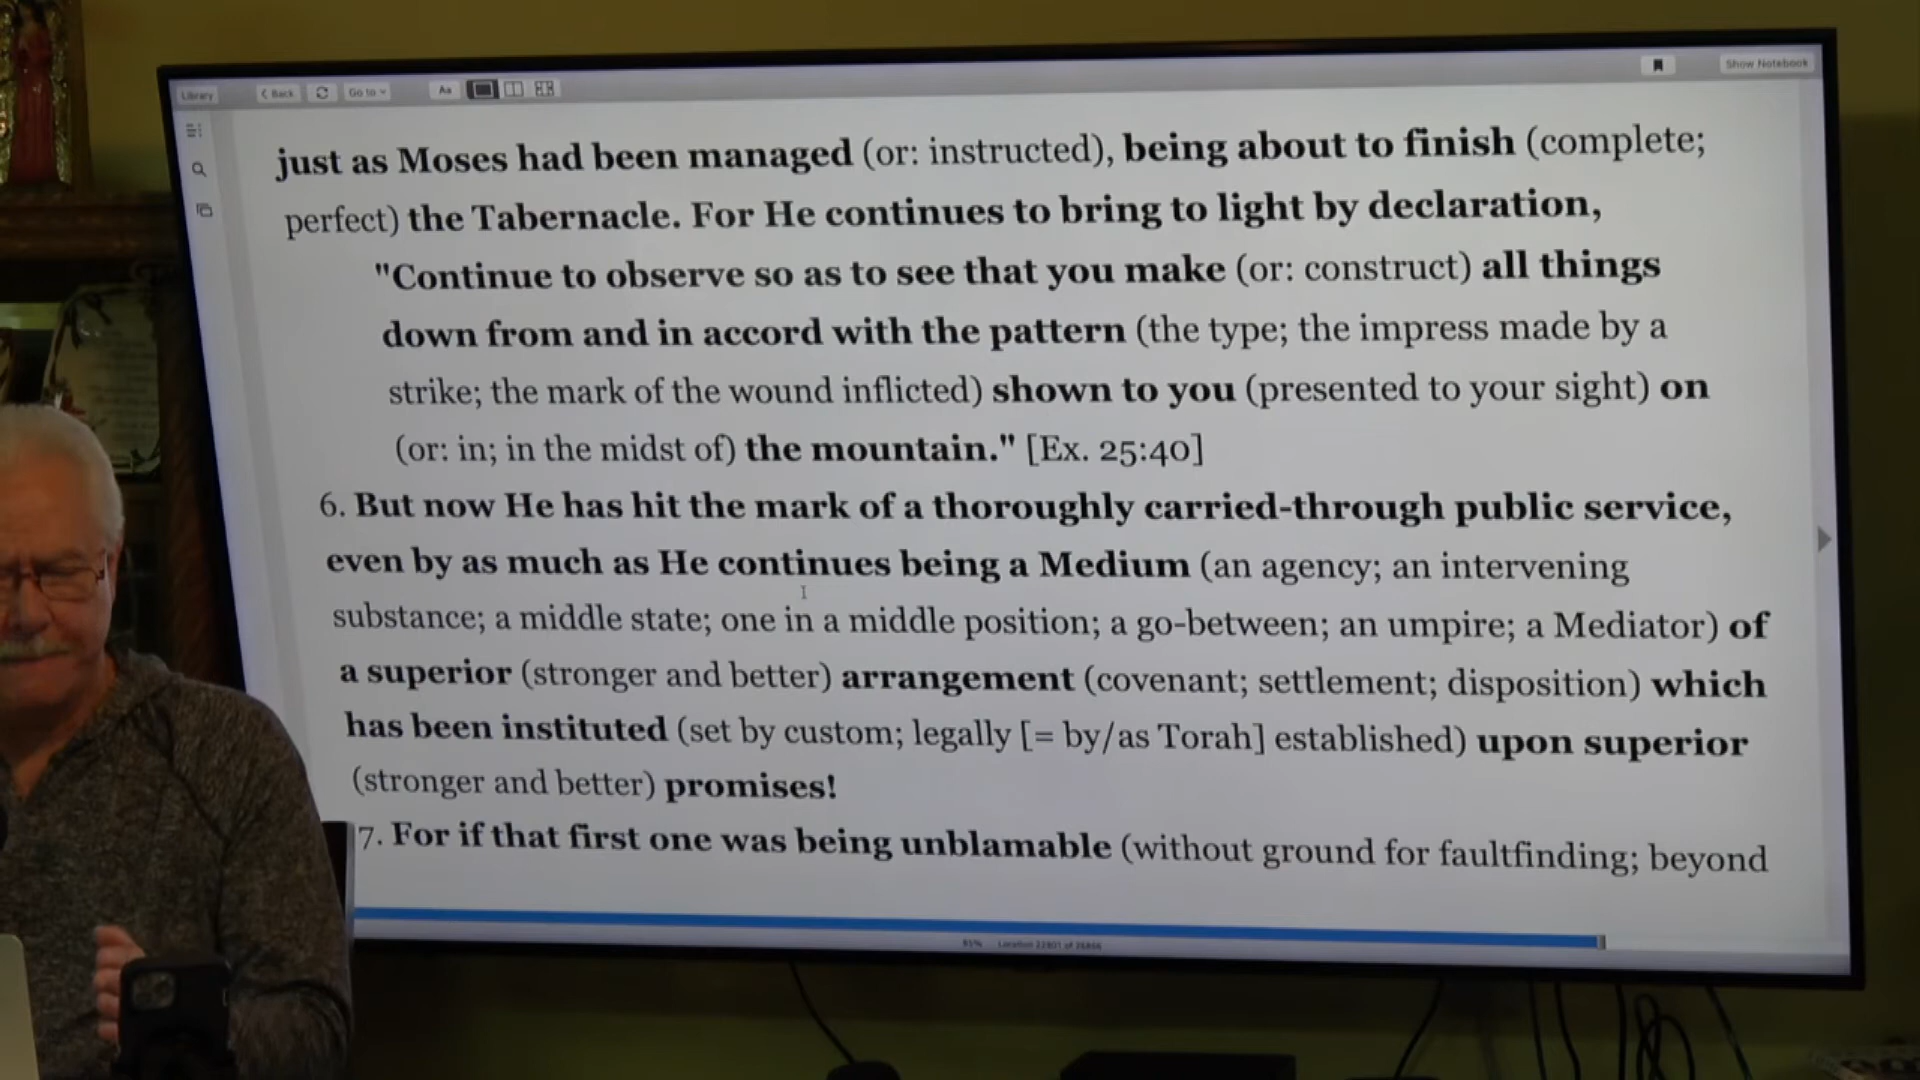 Library < Back Go to Aa Show Notebook
just as Moses had been managed (or: instructed), being about to finish (complete;
perfect) the Tabernacle. For He continues to bring to light by declaration,
"Continue to observe so as to see that you make (or: construct) all things
down from and in accord with the pattern (the type; the impress made by a
strike; the mark of the wound inflicted) shown to you (presented to your sight) on
(or: in; in the midst of) the mountain." [Ex. 25:40]
6. But now He has hit the mark of a thoroughly carried-through public service,
even by as much as He continues being a Medium (an agency; an intervening
substance; a middle state; one in a middle position; a go-between; an umpire; a Mediator) of
a superior (stronger and better) arrangement (covenant; settlement; disposition) which
has been instituted (set by custom; legally [= by/as Torah] established) upon superior
(stronger and better) promises!
7. For if that first one was being unblamable (without ground for faultfinding; beyond
Location of